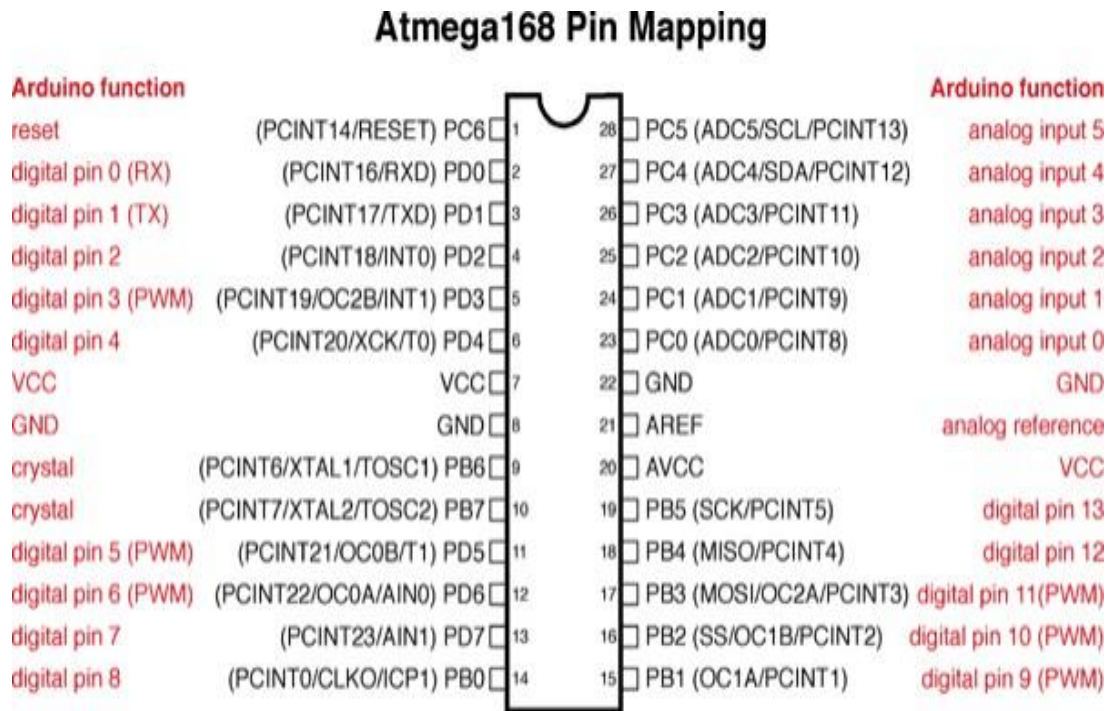 Atmega168 Pin Mapping
Arduino function Arduino function
reset (PCINT14/RESET) PC6 1 28 PC5 (ADC5/SCL/PCINT13) analog input 5
digital pin 0 (RX) (PCINT16/RXD) PD0 2 27 PC4 (ADC4/SDA/PCINT12) analog input 4
digital pin 1 (TX) (PCINT17/TXD) PD1 3 26 PC3 (ADC3/PCINT11) analog input 3
digital pin 2 (PCINT18/INT0) PD2 4 25 PC2 (ADC2/PCINT10) analog input 2
digital pin 3 (PWM) (PCINT19/OC2B/INT1) PD3 5 24 PC1 (ADC1/PCINT9) analog input 1
digital pin 4 (PCINT20/XCK/T0) PD4 6 23 PC0 (ADC0/PCINT8) analog input 0
VCC VCC 7 22 GND GND
GND GND 8 21 AREF analog reference
crystal (PCINT6/XTAL1/TOSC1) PB6 9 20 AVCC VCC
crystal (PCINT7/XTAL2/TOSC2) PB7 10 19 PB5 (SCK/PCINT5) digital pin 13
digital pin 5 (PWM) (PCINT21/OC0B/T1) PD5 11 18 PB4 (MISO/PCINT4) digital pin 12
digital pin 6 (PWM) (PCINT22/OC0A/AIN0) PD6 12 17 PB3 (MOSI/OC2A/PCINT3) digital pin 11(PWM)
digital pin 7 (PCINT23/AIN1) PD7 13 16 PB2 (SS/OC1B/PCINT2) digital pin 10 (PWM)
digital pin 8 (PCINT0/CLKO/ICP1) PB0 14 15 PB1 (OC1A/PCINT1) digital pin 9 (PWM)